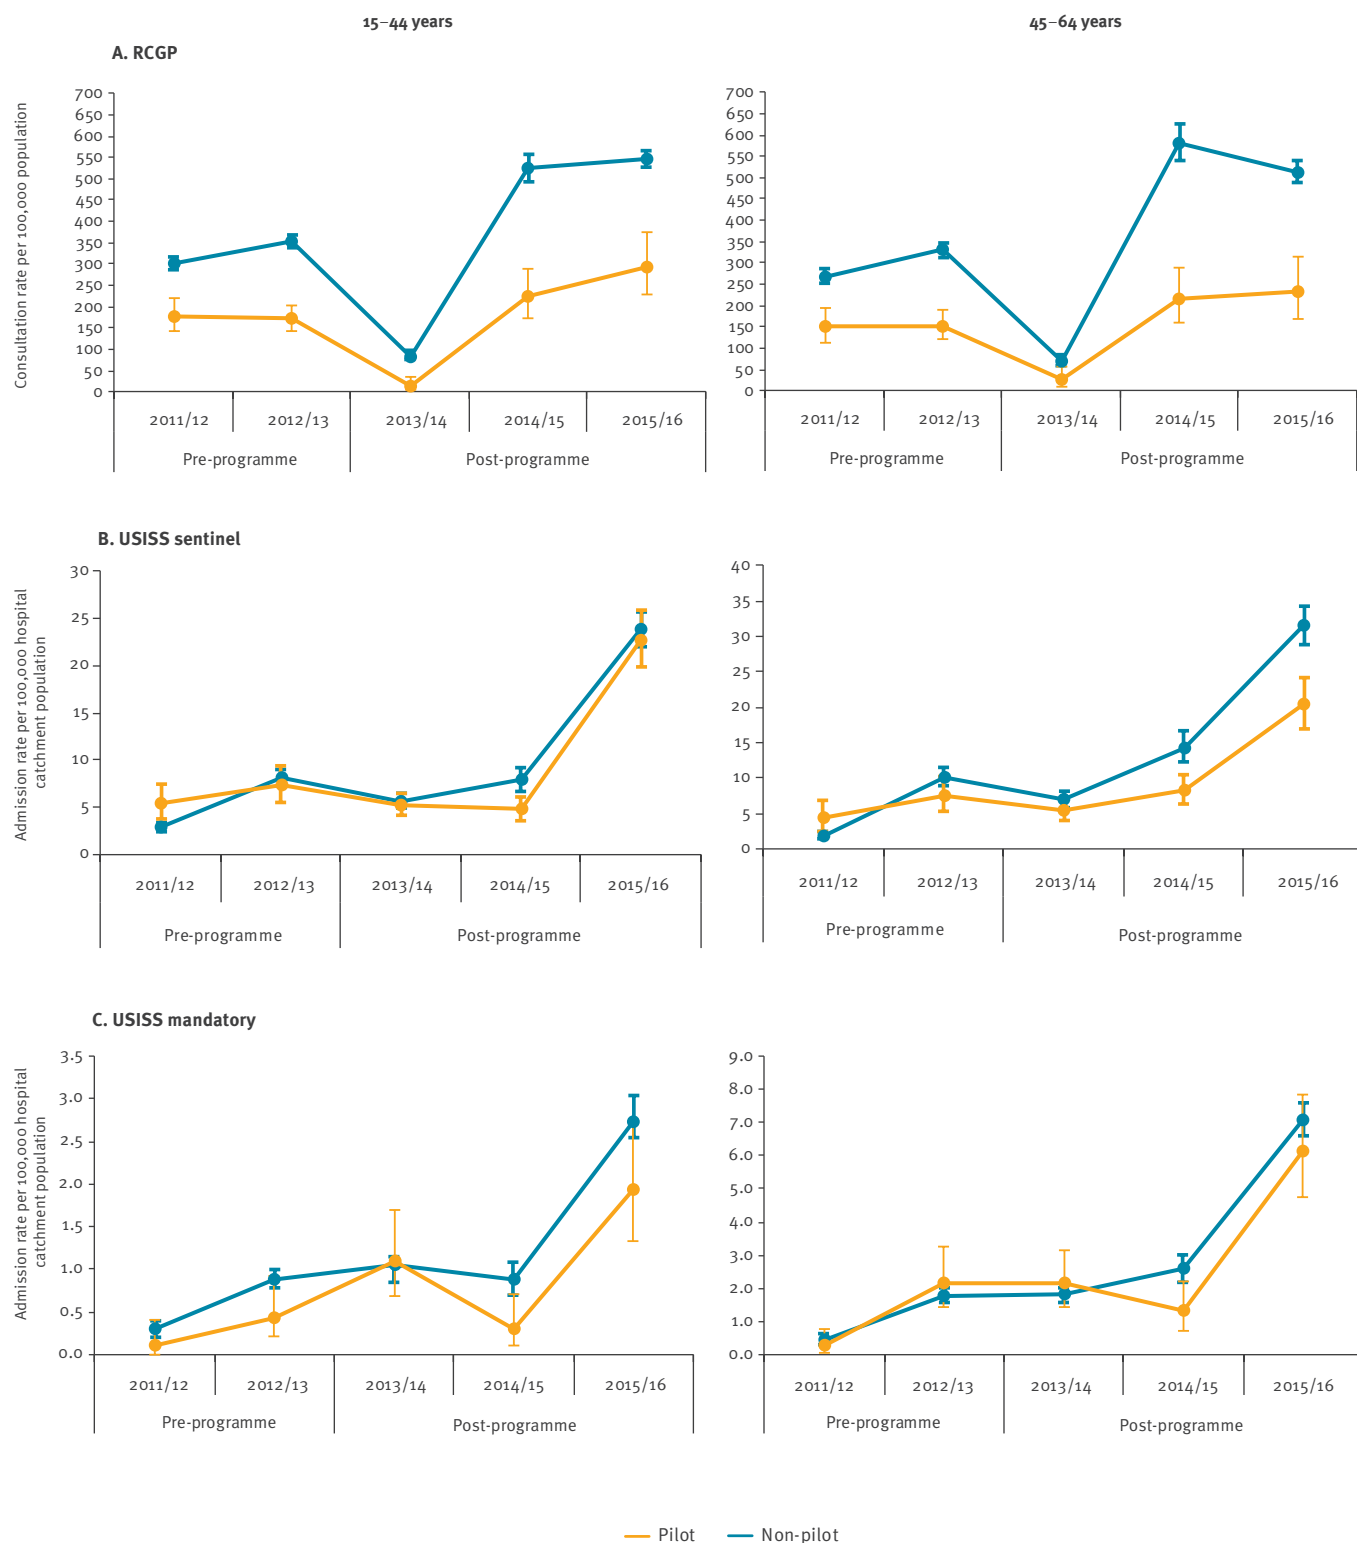 15–44 years
45–64 years
A. RCGP
Consultation rate per 100,000 population
700
650
600
550
500
450
400
350
300
250
200
150
100
50
0
2011/12 2012/13 2013/14 2014/15 2015/16
Pre-programme Post-programme
700
650
600
550
500
450
400
350
300
250
200
150
100
50
0
2011/12 2012/13 2013/14 2014/15 2015/16
Pre-programme Post-programme
B. USISS sentinel
Admission rate per 100,000 hospital
catchment population
30
25
20
15
10
5
0
2011/12 2012/13 2013/14 2014/15 2015/16
Pre-programme Post-programme
40
35
30
25
20
15
10
5
0
2011/12 2012/13 2013/14 2014/15 2015/16
Pre-programme Post-programme
C. USISS mandatory
Admission rate per 100,000 hospital
catchment population
3.5
3.0
2.5
2.0
1.5
1.0
0.5
0.0
2011/12 2012/13 2013/14 2014/15 2015/16
Pre-programme Post-programme
9.0
8.0
7.0
6.0
5.0
4.0
3.0
2.0
1.0
0.0
2011/12 2012/13 2013/14 2014/15 2015/16
Pre-programme Post-programme
Pilot Non-pilot